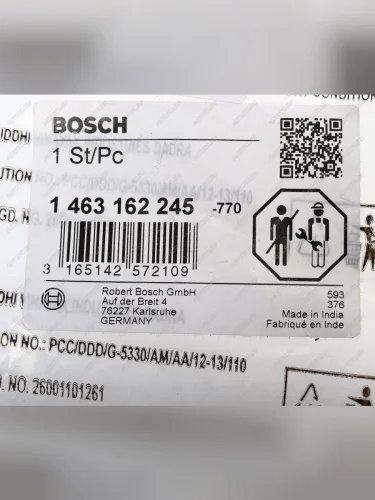 BOSCH
1 St/Pc
1 463 162 245 -770
3 165142 572109
Robert Bosch GmbH
Auf der Breit 4
76227 Karlsruhe
GERMANY
593
376
Made in India
Fabriqué en Inde
ON NO.: PCC/DDD/G-5330/AM/AA/12-13/110
NO. 26001101261